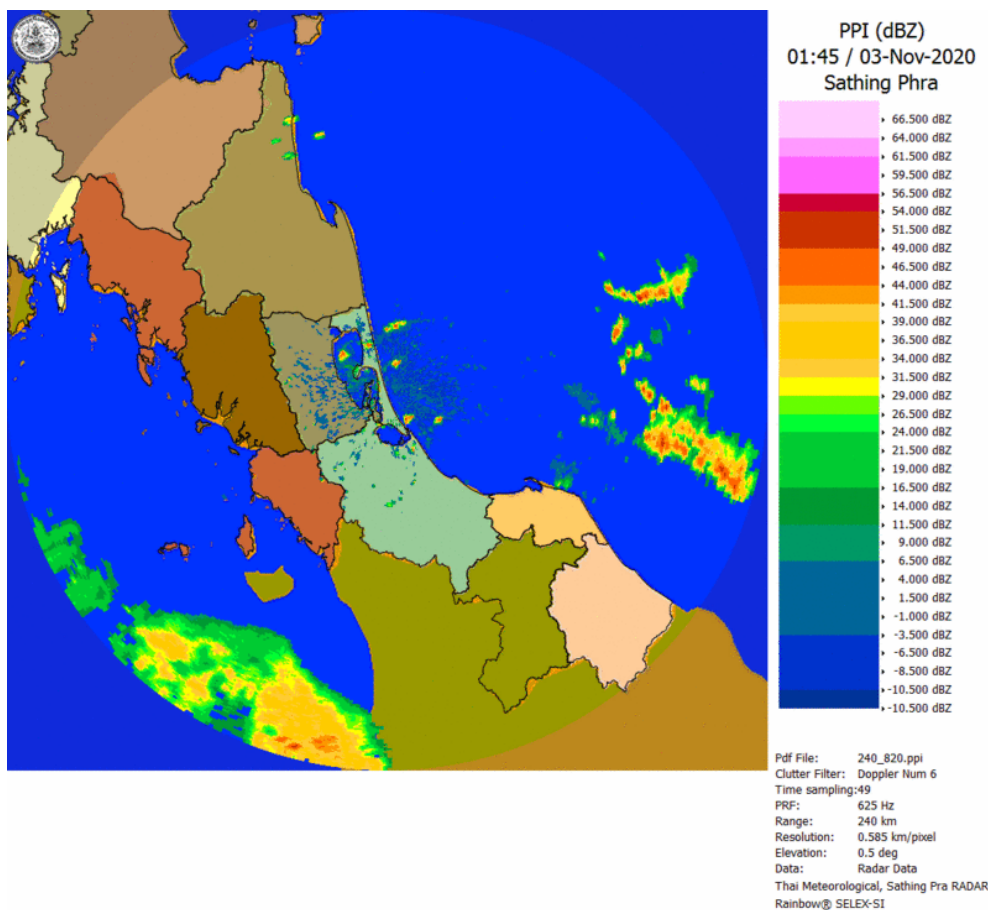 PPI (dBZ)
01:45 / 03-Nov-2020
Sathing Phra
66.500 dBZ
64.000 dBZ
61.500 dBZ
59.500 dBZ
56.500 dBZ
54.000 dBZ
51.500 dBZ
49.000 dBZ
46.500 dBZ
44.000 dBZ
41.500 dBZ
39.000 dBZ
36.500 dBZ
34.000 dBZ
31.500 dBZ
29.000 dBZ
26.500 dBZ
24.000 dBZ
21.500 dBZ
19.000 dBZ
16.500 dBZ
14.000 dBZ
11.500 dBZ
9.000 dBZ
6.500 dBZ
4.000 dBZ
1.500 dBZ
-1.000 dBZ
-3.500 dBZ
-6.500 dBZ
-8.500 dBZ
-10.500 dBZ
-10.500 dBZ
Pdf File: 240_820.ppi
Clutter Filter: Doppler Num 6
Time sampling:49
PRF: 625 Hz
Range: 240 km
Resolution: 0.585 km/pixel
Elevation: 0.5 deg
Data: Radar Data
Thai Meteorological, Sathing Pra RADAR
Rainbow® SELEX-SI